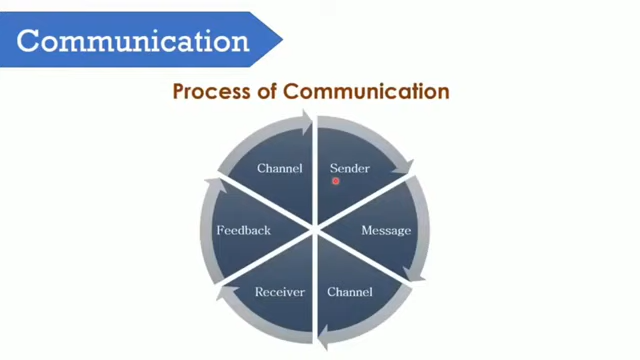 Communication
Process of Communication
Channel
Sender
Feedback
Message
Receiver
Channel